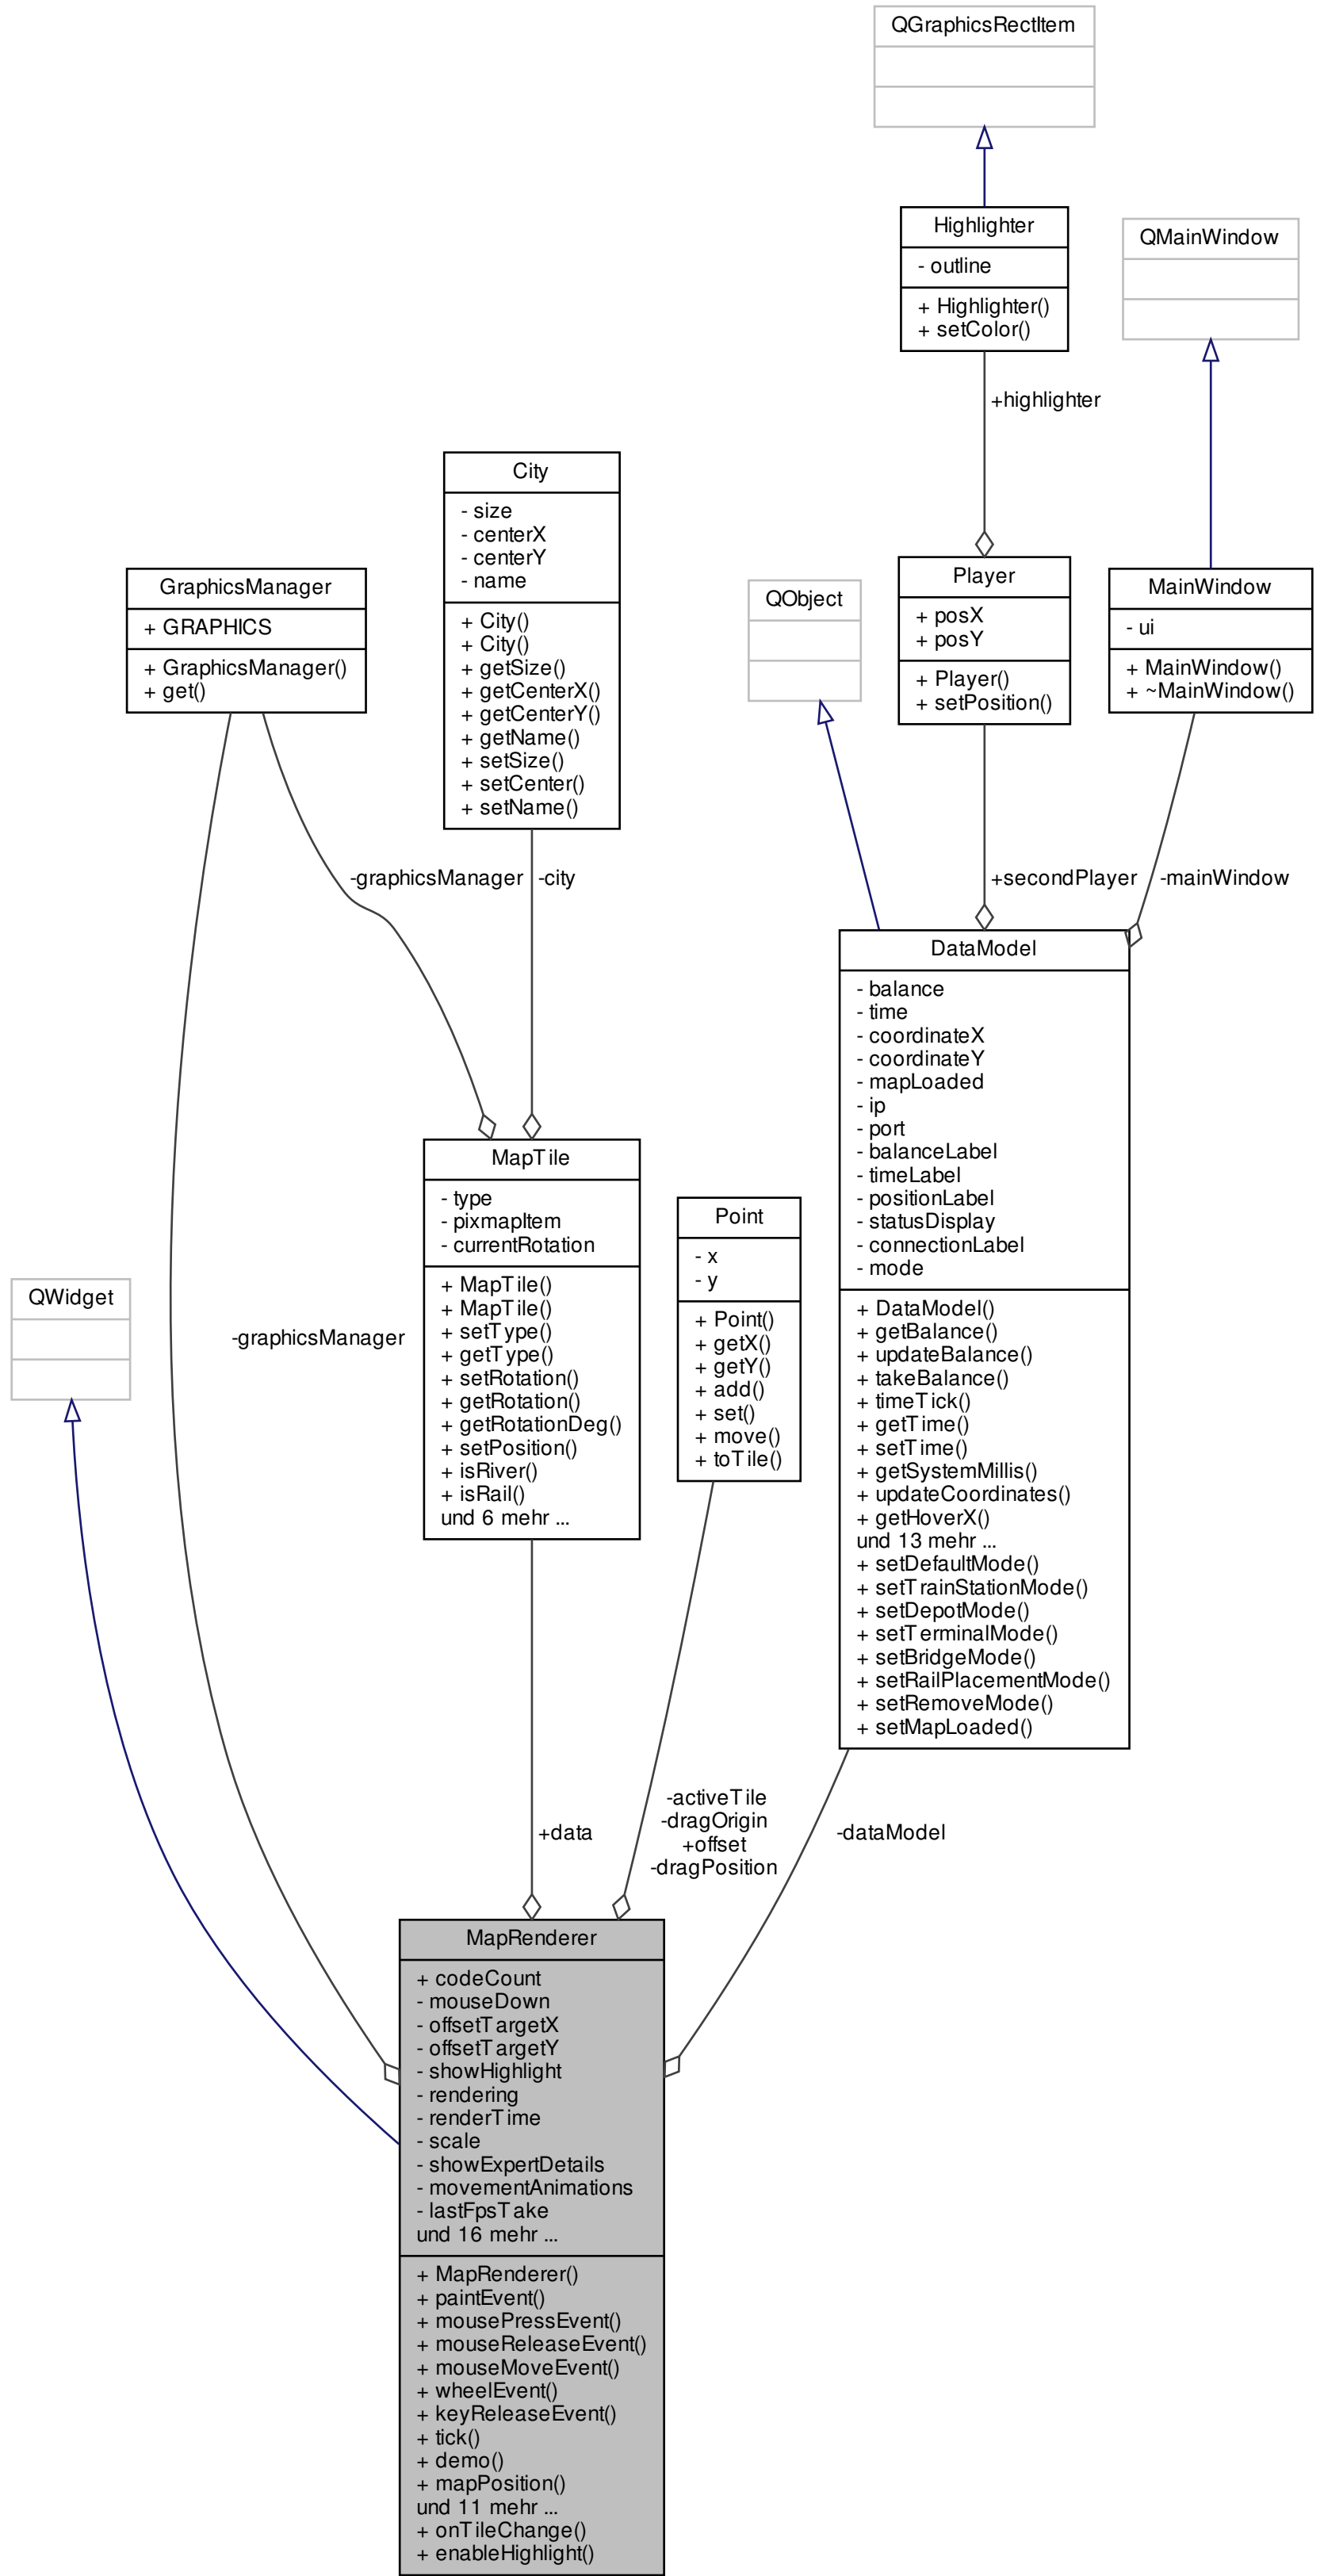 QGraphicsRectItem
Highlighter
- outline
+ Highlighter()
+ setColor()
QMainWindow
+highlighter
City
- size
- centerX
- centerY
- name
+ City()
+ City()
+ getSize()
+ getCenterX()
+ getCenterY()
+ getName()
+ setSize()
+ setCenter()
+ setName()
GraphicsManager
+ GRAPHICS
+ GraphicsManager()
+ get()
QObject
Player
+ posX
+ posY
+ Player()
+ setPosition()
MainWindow
- ui
+ MainWindow()
+ ~MainWindow()
-graphicsManager
-city
+secondPlayer
-mainWindow
DataModel
- balance
- time
- coordinateX
- coordinateY
- mapLoaded
- ip
- port
- balanceLabel
- timeLabel
- positionLabel
- statusDisplay
- connectionLabel
- mode
+ DataModel()
+ getBalance()
+ updateBalance()
+ takeBalance()
+ timeTick()
+ getTime()
+ setTime()
+ getSystemMillis()
+ updateCoordinates()
+ getHoverX()
und 13 mehr ...
+ setDefaultMode()
+ setTrainStationMode()
+ setDepotMode()
+ setTerminalMode()
+ setBridgeMode()
+ setRailPlacementMode()
+ setRemoveMode()
+ setMapLoaded()
MapTile
- type
- pixmapItem
- currentRotation
+ MapTile()
+ MapTile()
+ setType()
+ getType()
+ setRotation()
+ getRotation()
+ getRotationDeg()
+ setPosition()
+ isRiver()
+ isRail()
und 6 mehr ...
Point
- x
- y
+ Point()
+ getX()
+ getY()
+ add()
+ set()
+ move()
+ toTile()
QWidget
-graphicsManager
+data
-activeTile
-dragOrigin
+offset
-dragPosition
-dataModel
MapRenderer
+ codeCount
- mouseDown
- offsetTargetX
- offsetTargetY
- showHighlight
- rendering
- renderTime
- scale
- showExpertDetails
- movementAnimations
- lastFpsTake
und 16 mehr ...
+ MapRenderer()
+ paintEvent()
+ mousePressEvent()
+ mouseReleaseEvent()
+ mouseMoveEvent()
+ wheelEvent()
+ keyReleaseEvent()
+ tick()
+ demo()
+ mapPosition()
und 11 mehr ...
+ onTileChange()
+ enableHighlight()